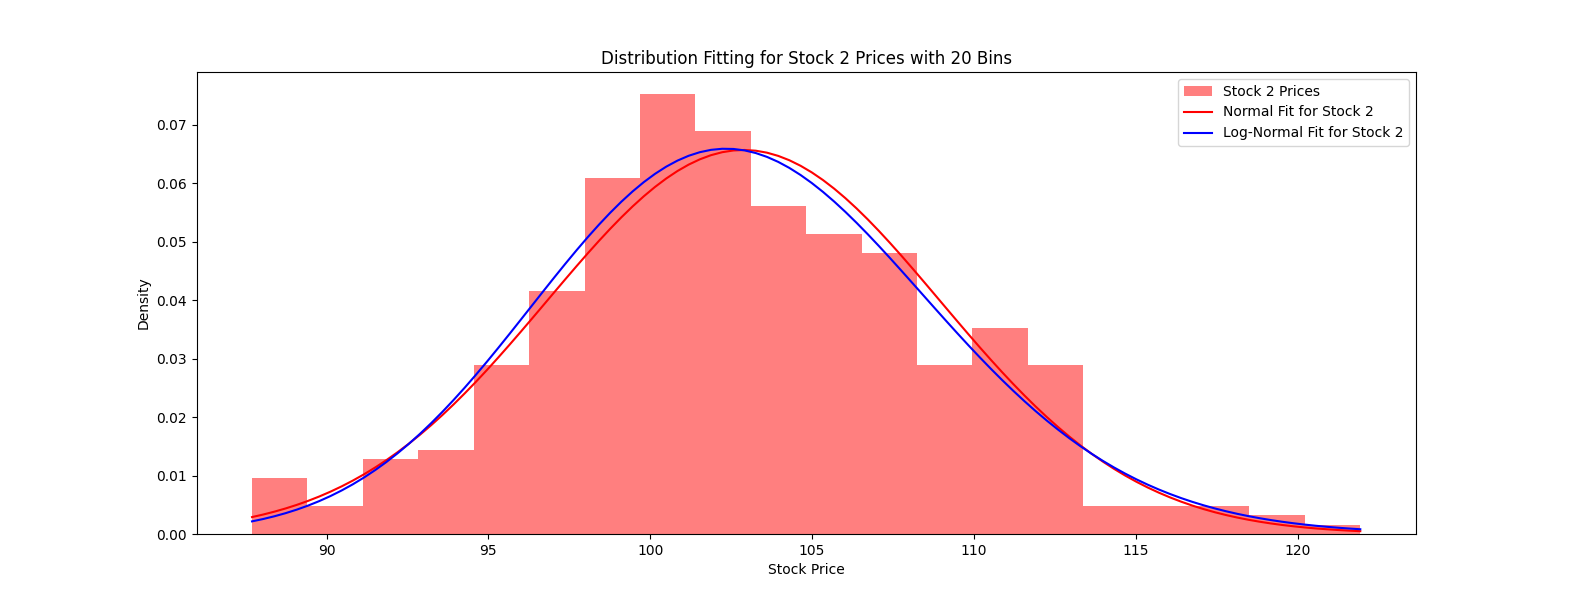 Distribution Fitting for Stock 2 Prices with 20 Bins
Stock 2 Prices
Normal Fit for Stock 2
Log-Normal Fit for Stock 2
0.07
0.06
0.05
0.04
0.03
0.02
0.01
0.00
Density
90
95
100
105
110
115
120
Stock Price